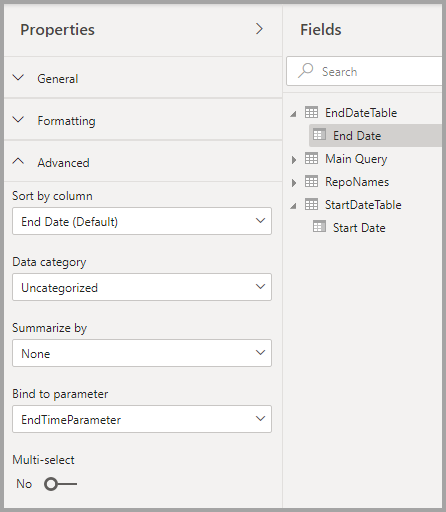 Properties
General
Formatting
Advanced
Sort by column
End Date (Default)
Data category
Uncategorized
Summarize by
None
Bind to parameter
EndTimeParameter
Multi-select
No
Fields
Search
EndDateTable
End Date
Main Query
RepoNames
StartDateTable
Start Date